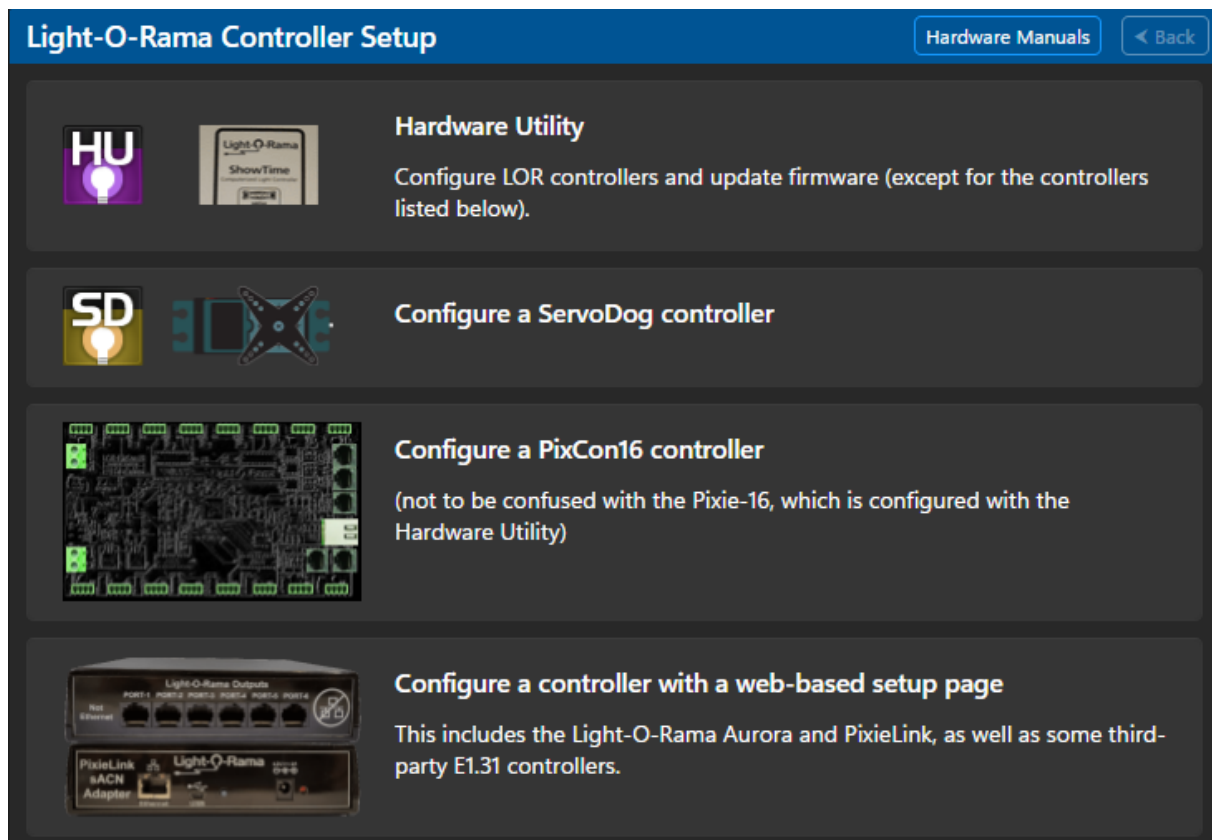 Light-O-Rama Controller Setup
Hardware Manuals
Back
HU
Light-O-Rama
ShowTime
Hardware Utility
Configure LOR controllers and update firmware (except for the controllers
listed below).
SD
Configure a ServoDog controller
Configure a PixCon16 controller
(not to be confused with the Pixie-16, which is configured with the
Hardware Utility)
Light-O-Rama Outputs
PORT-1 PORT-2 PORT-3 PORT-4 PORT-5 PORT-6
Not
Ethernet
PixieLink
sACN
Adapter
Light-O-Rama
Ethernet
Configure a controller with a web-based setup page
This includes the Light-O-Rama Aurora and PixieLink, as well as some third-
party E1.31 controllers.